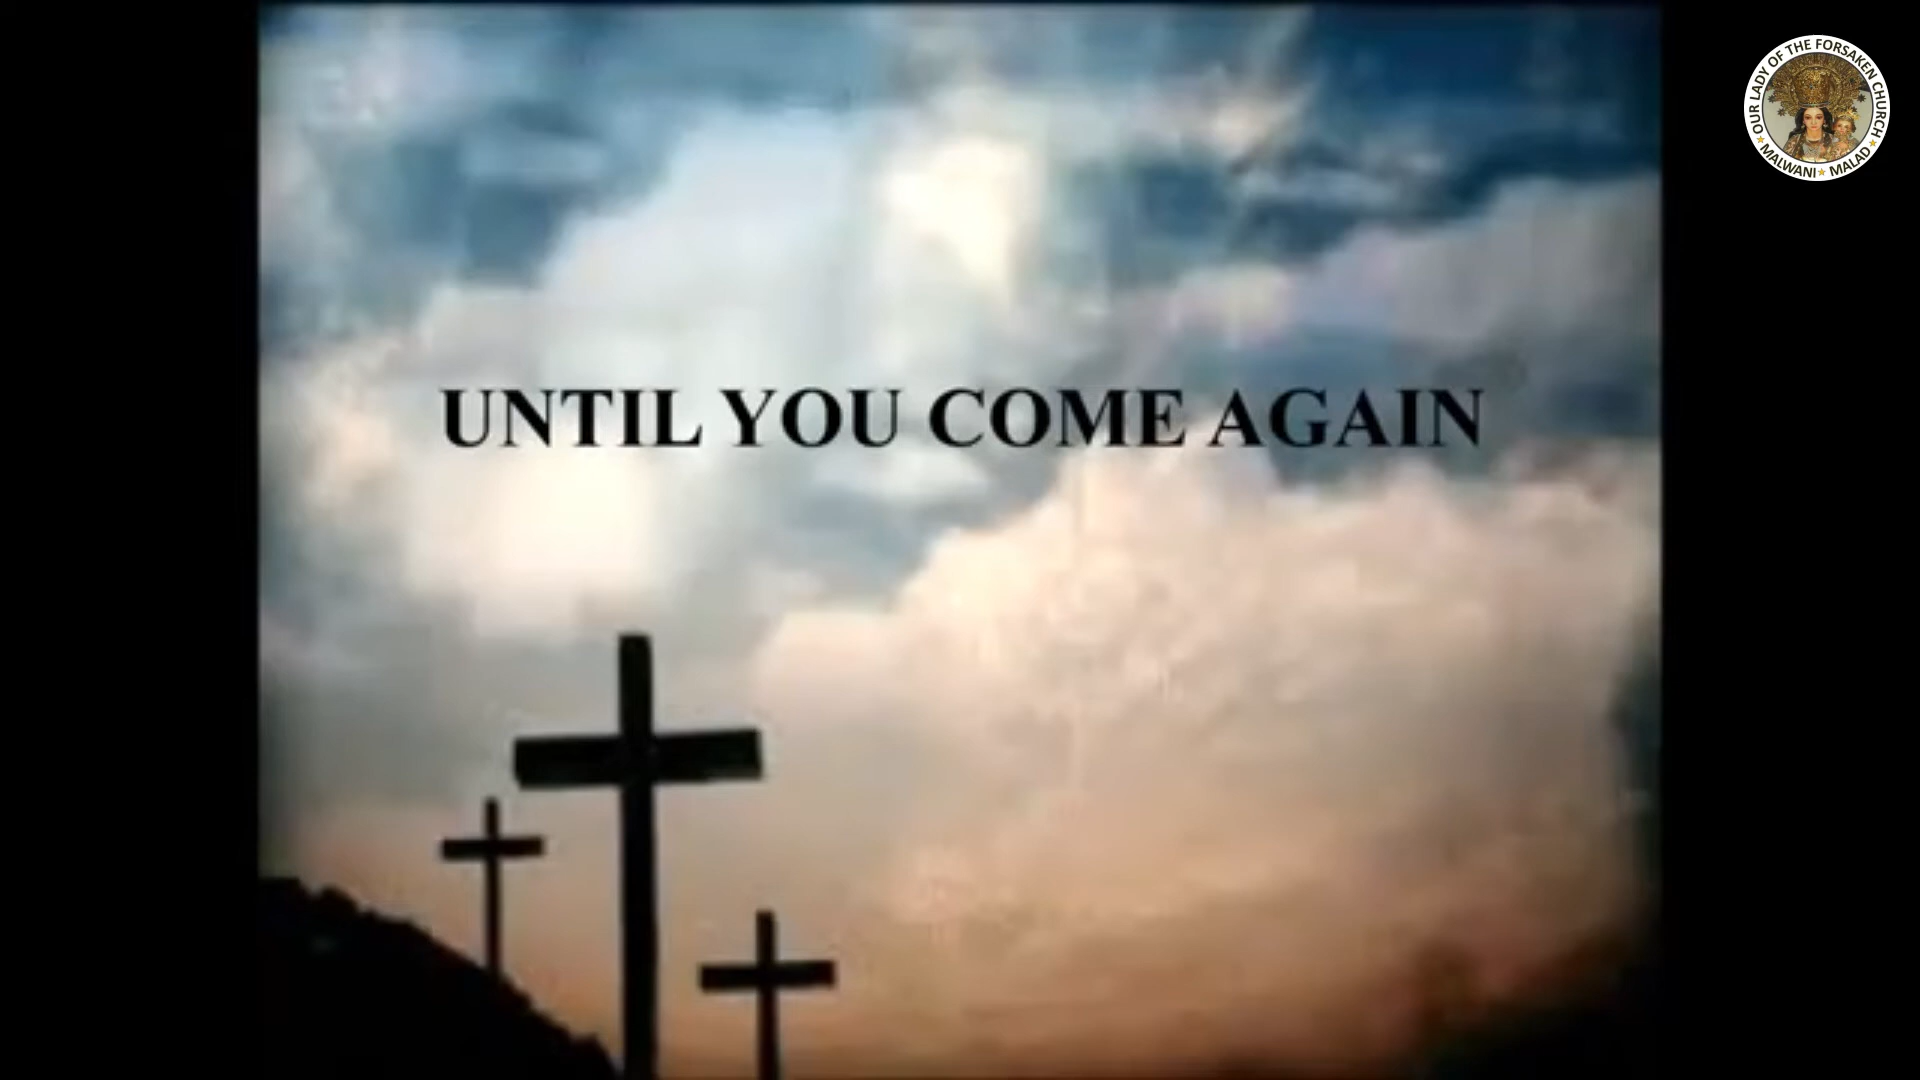 UNTIL YOU COME AGAIN
OUR LADY OF THE FORSAKEN CHURCH
MALWANI ★ MALAD